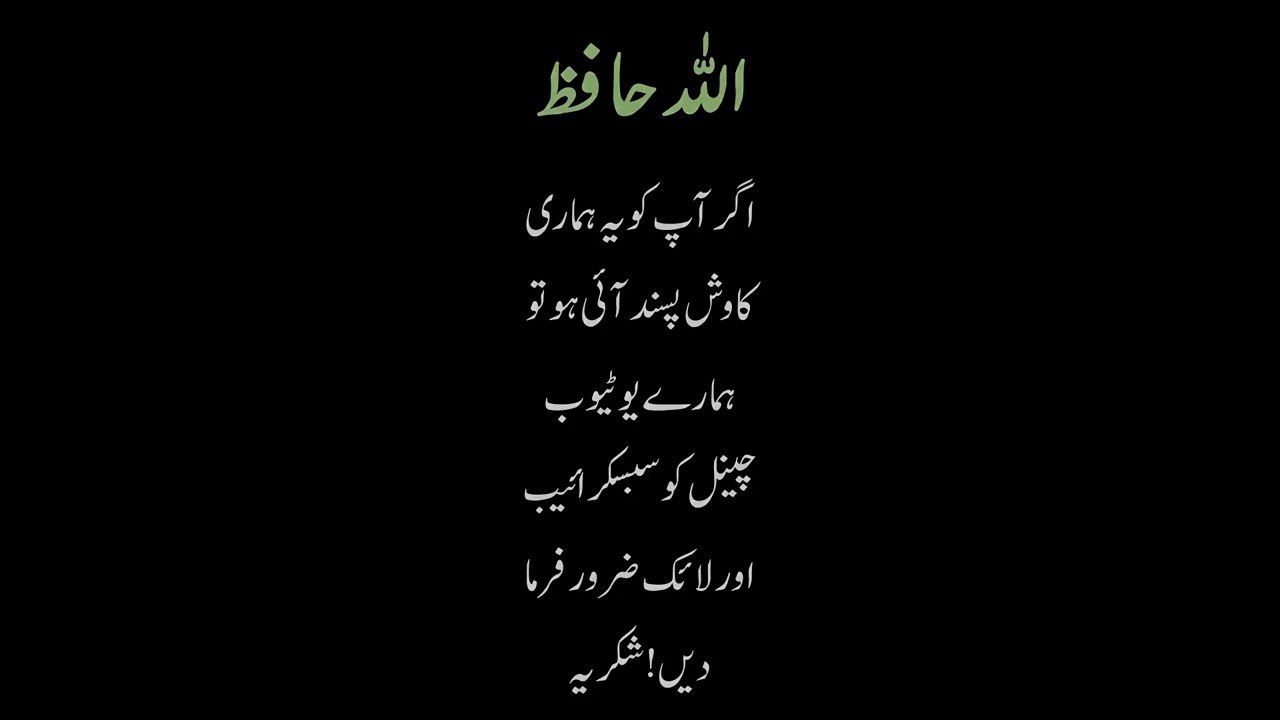 اللہ حافظ
اگر آپ کو یہ ہماری
کاوش پسند آئی ہو تو
ہمارے یوٹیوب
چینل کو سبسکرائیب
اور لائک ضرور فرما
دیں! شکریہ